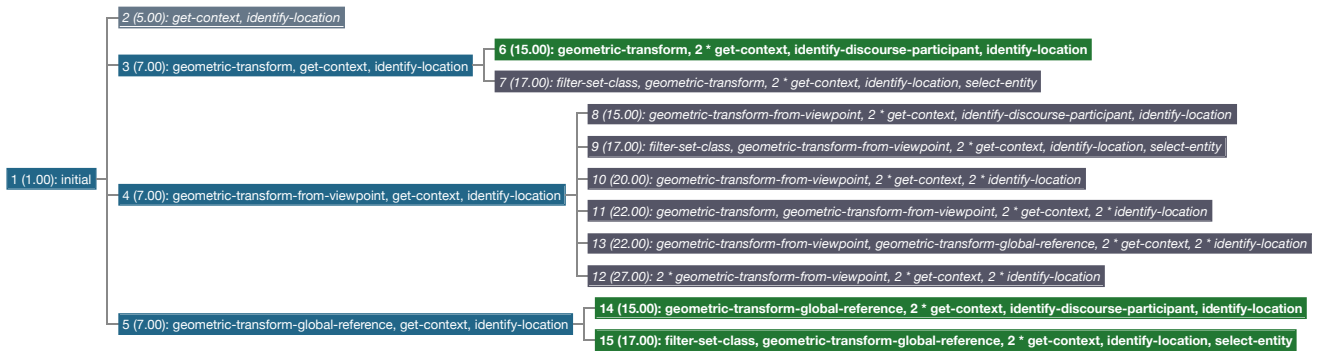 2 (5.00): get-context, identify-location
6 (15.00): geometric-transform, 2 * get-context, identify-discourse-participant, identify-location
3 (7.00): geometric-transform, get-context, identify-location
7 (17.00): filter-set-class, geometric-transform, 2 * get-context, identify-location, select-entity
8 (15.00): geometric-transform-from-viewpoint, 2 * get-context, identify-discourse-participant, identify-location
9 (17.00): filter-set-class, geometric-transform-from-viewpoint, 2 * get-context, identify-location, select-entity
1 (1.00): initial
10 (20.00): geometric-transform-from-viewpoint, 2 * get-context, 2 * identify-location
4 (7.00): geometric-transform-from-viewpoint, get-context, identify-location
11 (22.00): geometric-transform, geometric-transform-from-viewpoint, 2 * get-context, 2 * identify-location
13 (22.00): geometric-transform-from-viewpoint, geometric-transform-global-reference, 2 * get-context, 2 * identify-location
12 (27.00): 2 * geometric-transform-from-viewpoint, 2 * get-context, 2 * identify-location
14 (15.00): geometric-transform-global-reference, 2 * get-context, identify-discourse-participant, identify-location
5 (7.00): geometric-transform-global-reference, get-context, identify-location
15 (17.00): filter-set-class, geometric-transform-global-reference, 2 * get-context, identify-location, select-entity